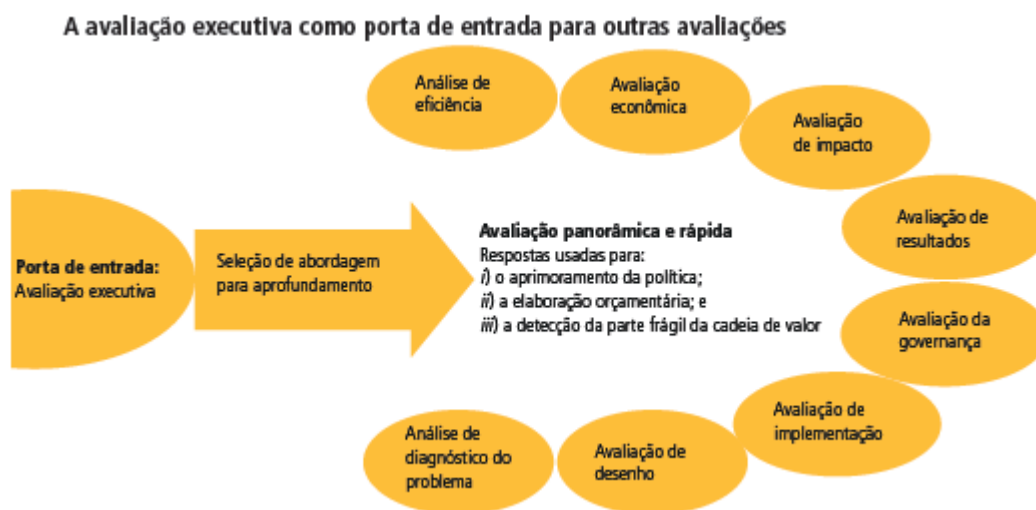 A avaliação executiva como porta de entrada para outras avaliações
Análise de
eficiência
Avaliação
econômica
Avaliação
de impacto
Avaliação de
resultados
Avaliação da
governança
Avaliação de
implementação
Avaliação de
desenho
Análise de
diagnóstico do
problema
Porta de entrada:
Avaliação executiva
Seleção de abordagem
para aprofundamento
Avaliação panorâmica e rápida
Respostas usadas para:
i) o aprimoramento da política;
ii) a elaboração orçamentária; e
iii) a detecção da parte frágil da cadeia de valor